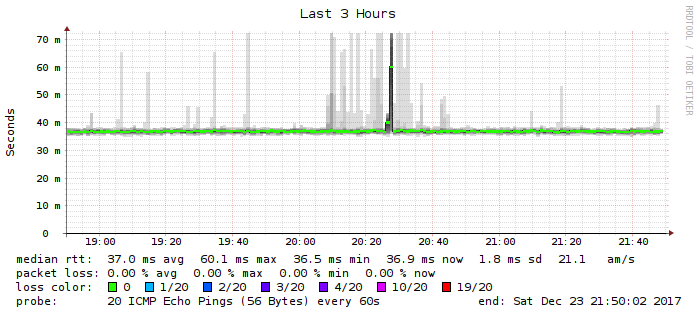 Last 3 Hours
RRDTOOL / TOBI OETIKER
Seconds
70 m
60 m
50 m
40 m
30 m
20 m
10 m
0
19:00 19:20 19:40 20:00 20:20 20:40 21:00 21:20 21:40
median rtt: 37.0 ms avg 60.1 ms max 36.5 ms min 36.9 ms now 1.8 ms sd 21.1 am/s
packet loss: 0.00 % avg 0.00 % max 0.00 % min 0.00 % now
loss color: 0 1/20 2/20 3/20 4/20 10/20 19/20
probe: 20 ICMP Echo Pings (56 Bytes) every 60s end: Sat Dec 23 21:50:02 2017